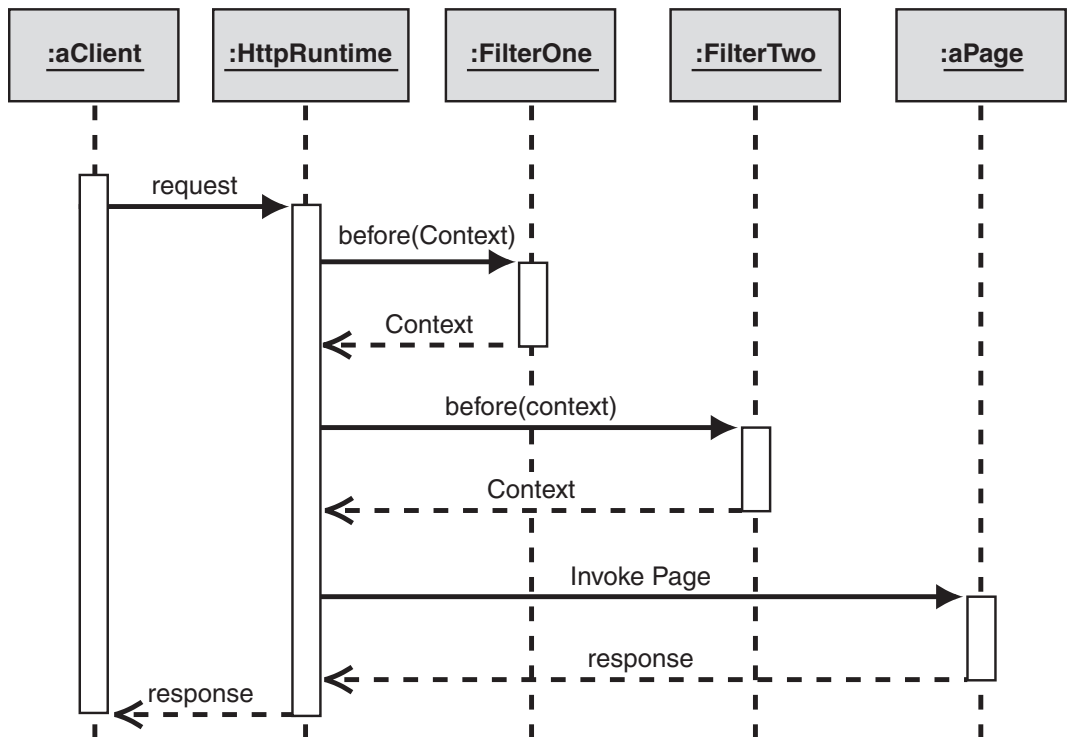 :aClient
:HttpRuntime
:FilterOne
:FilterTwo
:aPage
request
before(Context)
Context
before(context)
Context
Invoke Page
response
response